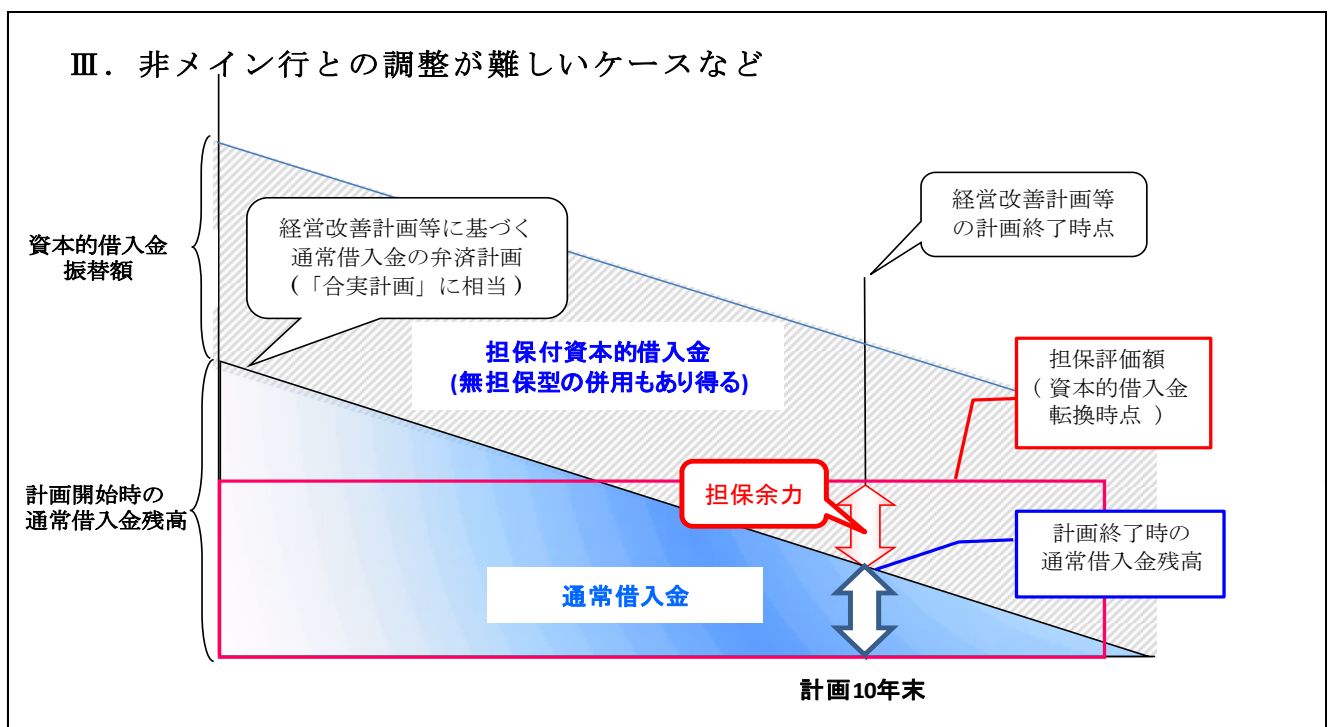 Ⅲ．非メイン行との調整が難しいケースなど
経営改善計画等
の計画終了時点
経営改善計画等に基づく
通常借入金の弁済計画
（「合実計画」に相当）
資本的借入金
振替額
担保付資本的借入金
(無担保型の併用もあり得る)
担保評価額
（資本的借入金
転換時点）
担保余力
計画開始時の
通常借入金残高
計画終了時の
通常借入金残高
通常借入金
計画10年末